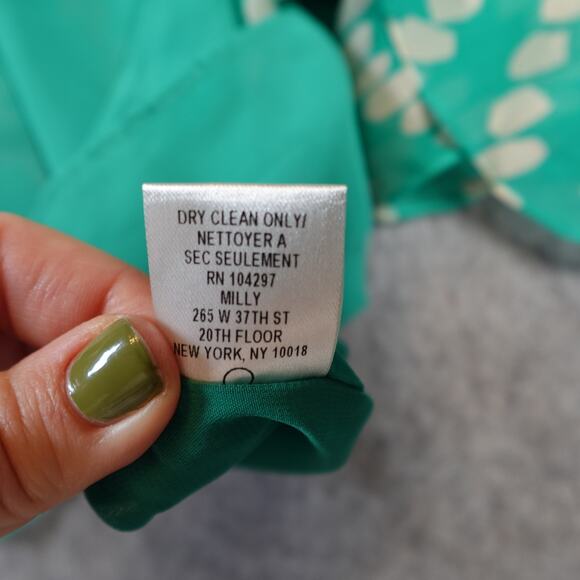 DRY CLEAN ONLY/
NETTOYER A
SEC SEULEMENT
RN 104297
MILLY
265 W 37TH ST
20TH FLOOR
NEW YORK, NY 10018